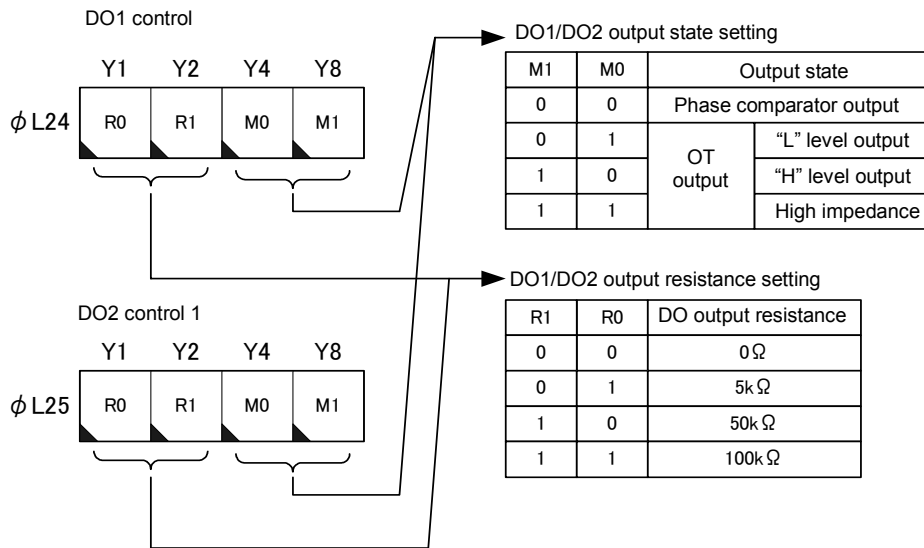 DO1 control
Y1 Y2 Y4 Y8
ϕL24 R0 R1 M0 M1
DO1/DO2 output state setting
M1 M0 Output state
0 0 Phase comparator output
0 1 OT output “L” level output
1 0 “H” level output
1 1 High impedance
DO1/DO2 output resistance setting
R1 R0 DO output resistance
0 0 0Ω
0 1 5kΩ
1 0 50kΩ
1 1 100kΩ
DO2 control 1
Y1 Y2 Y4 Y8
ϕL25 R0 R1 M0 M1